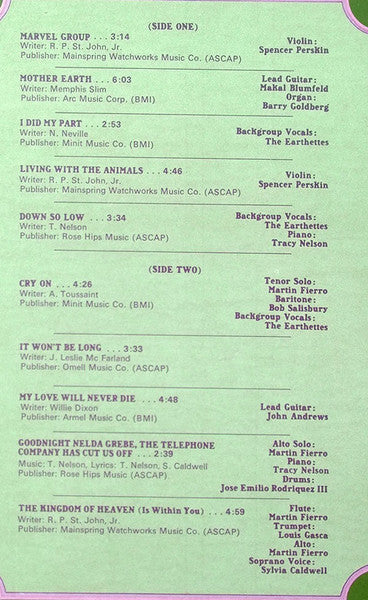 (SIDE ONE)
MARVEL GROUP . . . 3:14
Writer: R. P. St. John, Jr.
Publisher: Mainspring Watchworks Music Co. (ASCAP)
Violin:
Spencer Perskin
MOTHER EARTH . . . 6:03
Writer: Memphis Slim
Publisher: Arc Music Corp. (BMI)
Lead Guitar:
Makal Blumfeld
Organ:
Barry Goldberg
I DID MY PART . . . 2:53
Writer: N. Neville
Publisher: Minit Music Co. (BMI)
Backgroup Vocals:
The Earthettes
LIVING WITH THE ANIMALS . . . 4:46
Writer: R. P. St. John, Jr.
Publisher: Mainspring Watchworks Music Co. (ASCAP)
Violin:
Spencer Perskin
DOWN SO LOW . . . 3:34
Writer: T. Nelson
Publisher: Rose Hips Music (ASCAP)
Backgroup Vocals:
The Earthettes
Piano:
Tracy Nelson
(SIDE TWO)
CRY ON . . . 4:26
Writer: A. Toussaint
Publisher: Minit Music Co. (BMI)
Tenor Solo:
Martin Fierro
Baritone:
Bob Salisbury
Backgroup Vocals:
The Earthettes
IT WON'T BE LONG . . . 3:33
Writer: J. Leslie Mc Farland
Publisher: Omell Music Co. (ASCAP)
MY LOVE WILL NEVER DIE . . . 4:48
Writer: Willie Dixon
Publisher: Armel Music Co. (BMI)
Lead Guitar:
John Andrews
GOODNIGHT NELDA GREBE, THE TELEPHONE
COMPANY HAS CUT US OFF . . . 2:39
Music: T. Nelson, Lyrics: T. Nelson, S. Caldwell
Publisher: Rose Hips Music (ASCAP)
Alto Solo:
Martin Fierro
Piano:
Tracy Nelson
Drums:
Jose Emilio Rodriquez III
THE KINGDOM OF HEAVEN (Is Within You) . . . 4:59
Writer: R. P. St. John, Jr.
Publisher: Mainspring Watchworks Music Co. (ASCAP)
Flute:
Martin Fierro
Trumpet:
Louis Gasca
Alto:
Martin Fierro
Soprano Voice:
Sylvia Caldwell